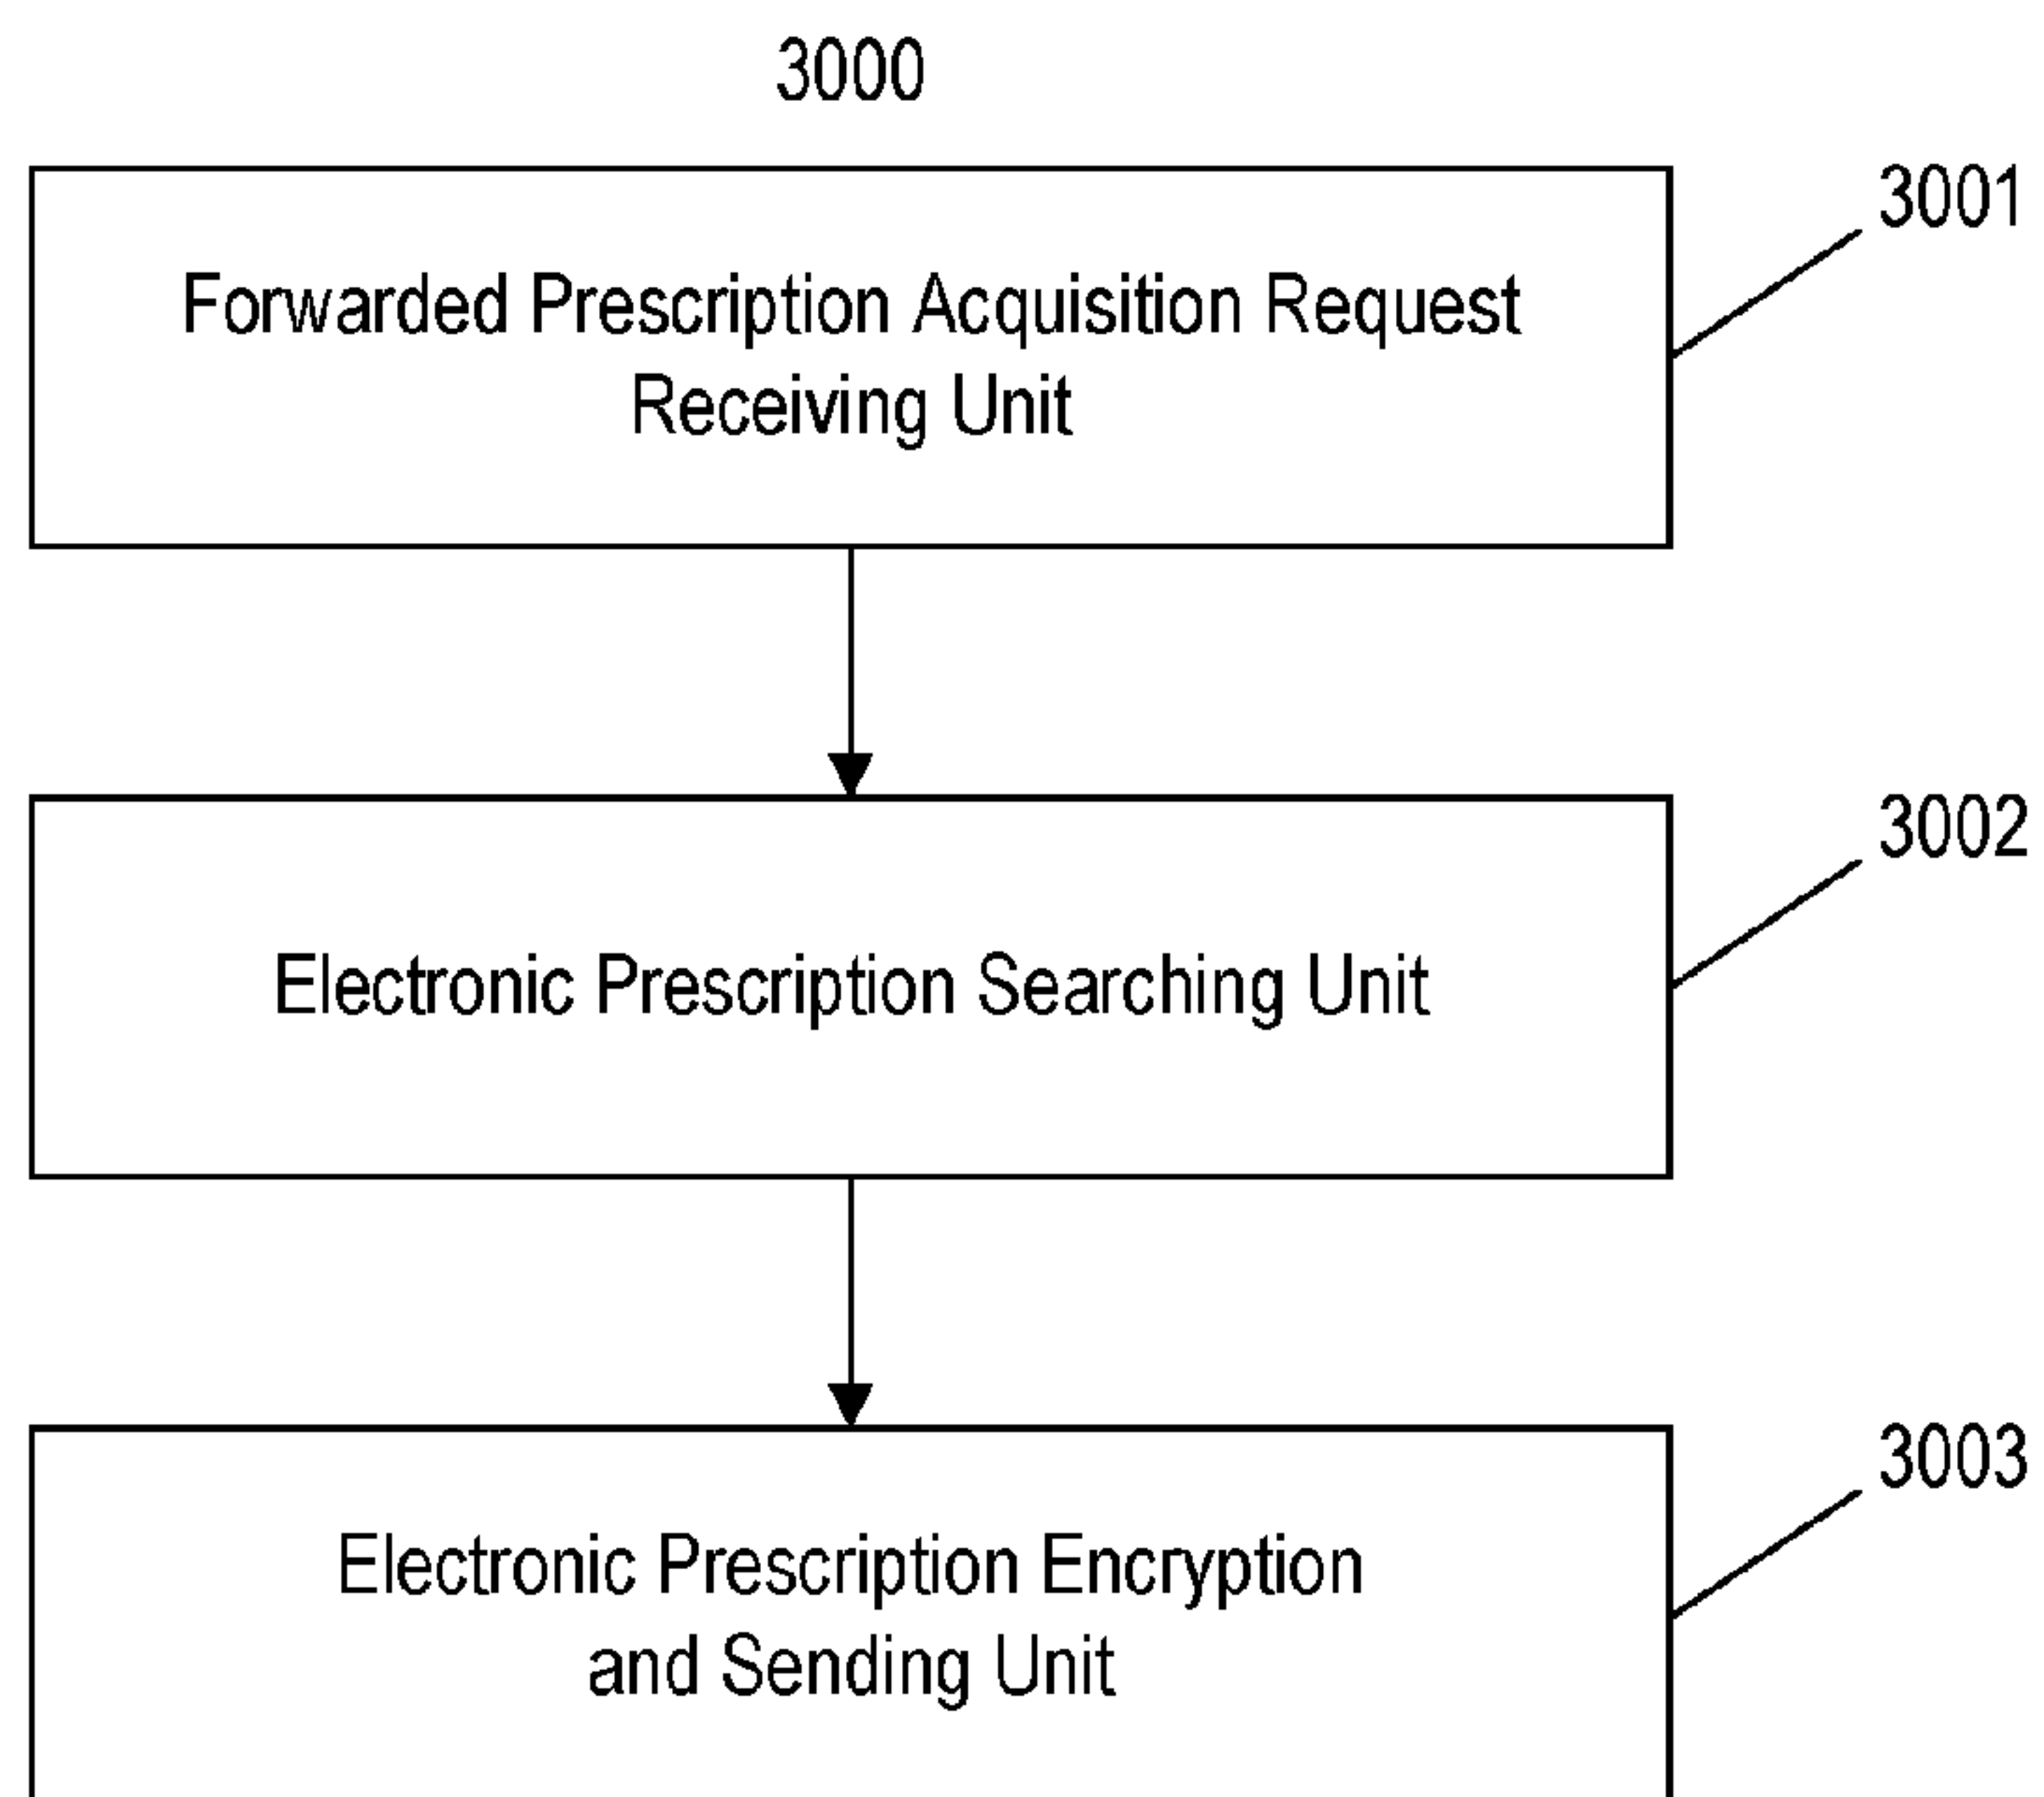 3000
3001
Forwarded Prescription Acquisition Request
Receiving Unit
3002
Electronic Prescription Searching Unit
3003
Electronic Prescription Encryption
and Sending Unit